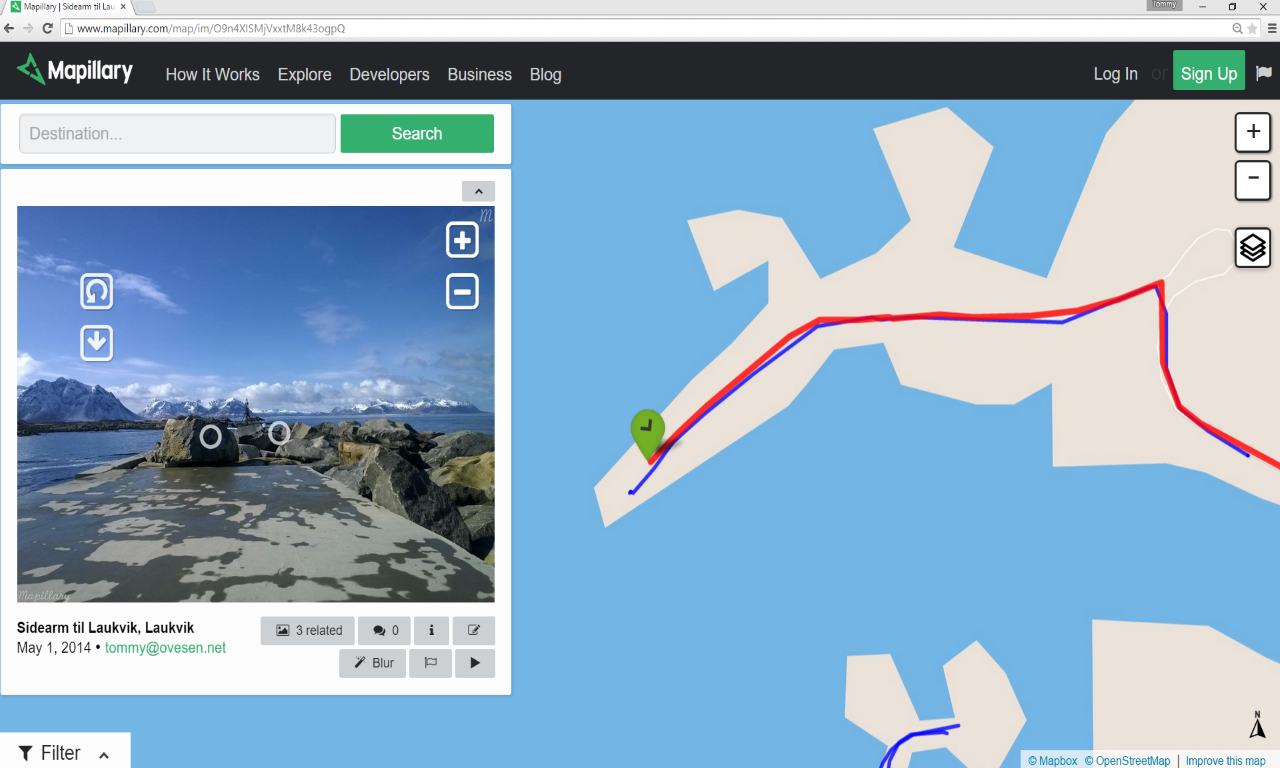 Mapillary | Sidearm til Lau
Tommy
www.mapillary.com/map/im/O9n4XlSMjVxxtM8k43ogpQ
Mapillary
How It Works Explore Developers Business Blog
Log In or Sign Up
Destination...
Search
M
Mapillary
Sidearm til Laukvik, Laukvik
May 1, 2014 • tommy@ovesen.net
3 related
0
Blur
Filter
N
© Mapbox © OpenStreetMap | Improve this map